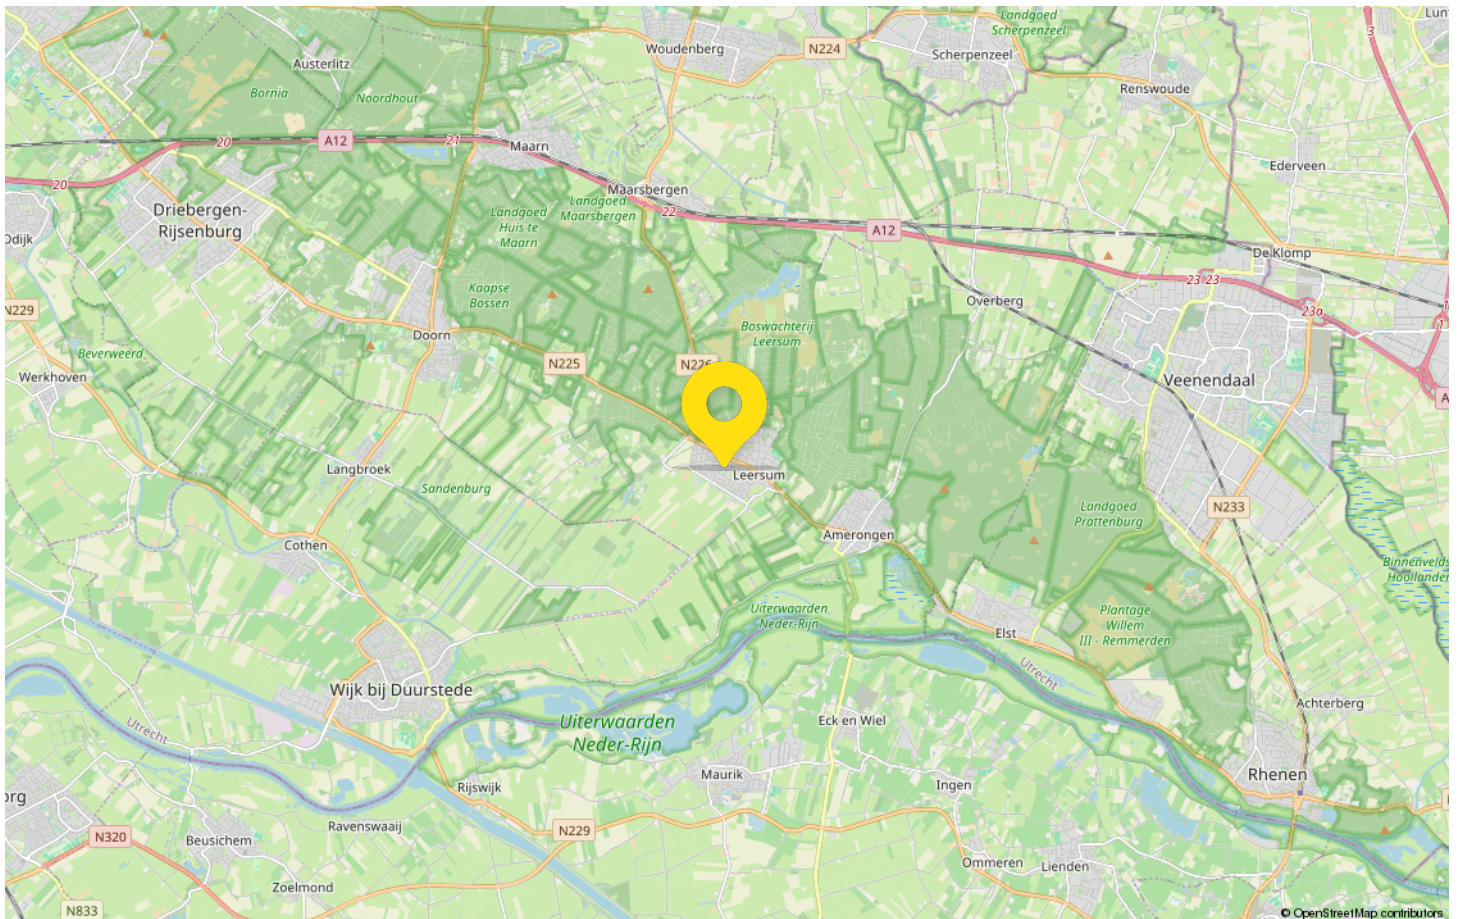 Landgoed
Scherpenzeel
Woudenberg
N224
Scherpenzeel
3
Austerlitz
Bornia
Noordhout
Renswoude
20
A12
21
Maarn
Ederveen
20
Maarsbergen
Landgoed
Maarsbergen
22
Driebergen-
Rijsenburg
Landgoed
Huis te
Maarn
A12
Odijk
De Klomp
23 23
Kaapse
Bossen
Overberg
N229
23a
Boswachterij
Leersum
Doorn
Beverweerd
N225
N226
Werkhoven
Veenendaal
A
Langbroek
Leersum
Sandenburg
Landgoed
Prattenburg
N233
Amerongen
Cothen
Binnenvelds
Hooilanden
Uiterwaarden
Neder-Rijn
Plantage
Willem
III - Remmerden
Elst
Utrecht
Wijk bij Duurstede
Achterberg
Uiterwaarden
Neder-Rijn
Eck en Wiel
Utrecht
Maurik
Rhenen
Rijswijk
Ingen
org
Ravenswaaij
N229
N320
Beusichem
Ommeren
Lienden
Zoelmond
N833
© OpenStreetMap contributors